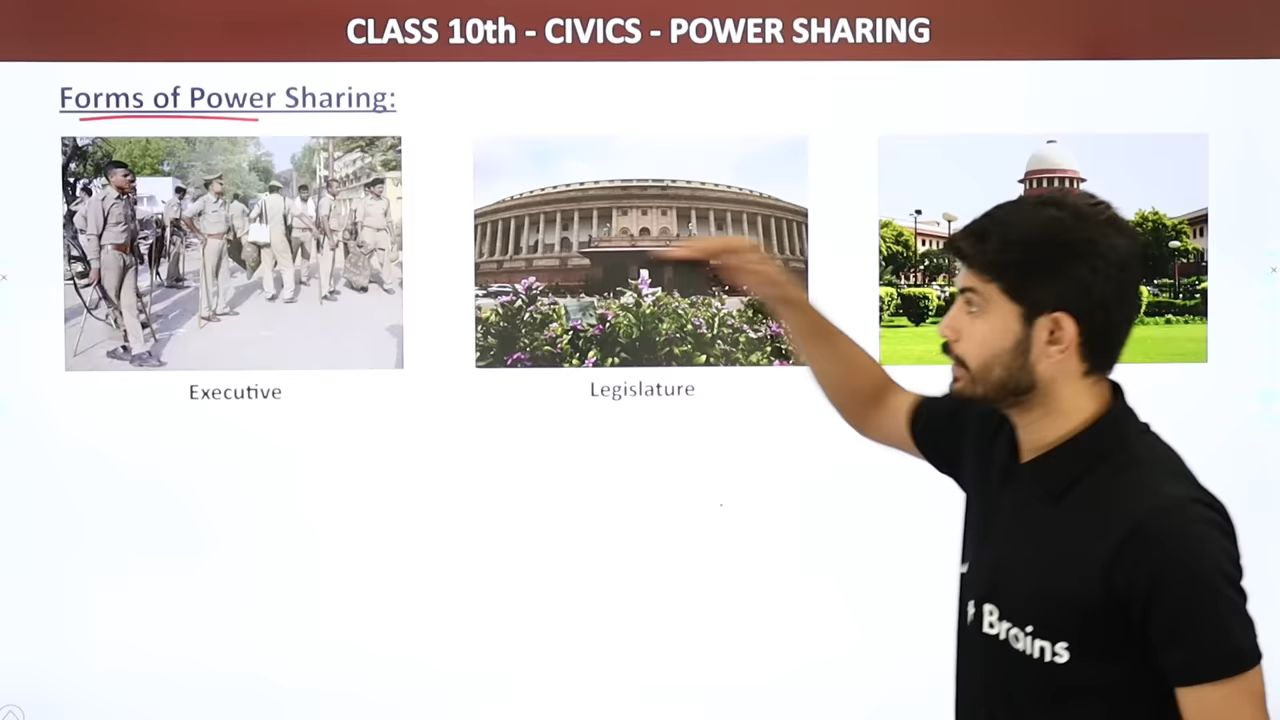 CLASS 10th - CIVICS - POWER SHARING
Forms of Power Sharing:
Executive
Legislature
Brains